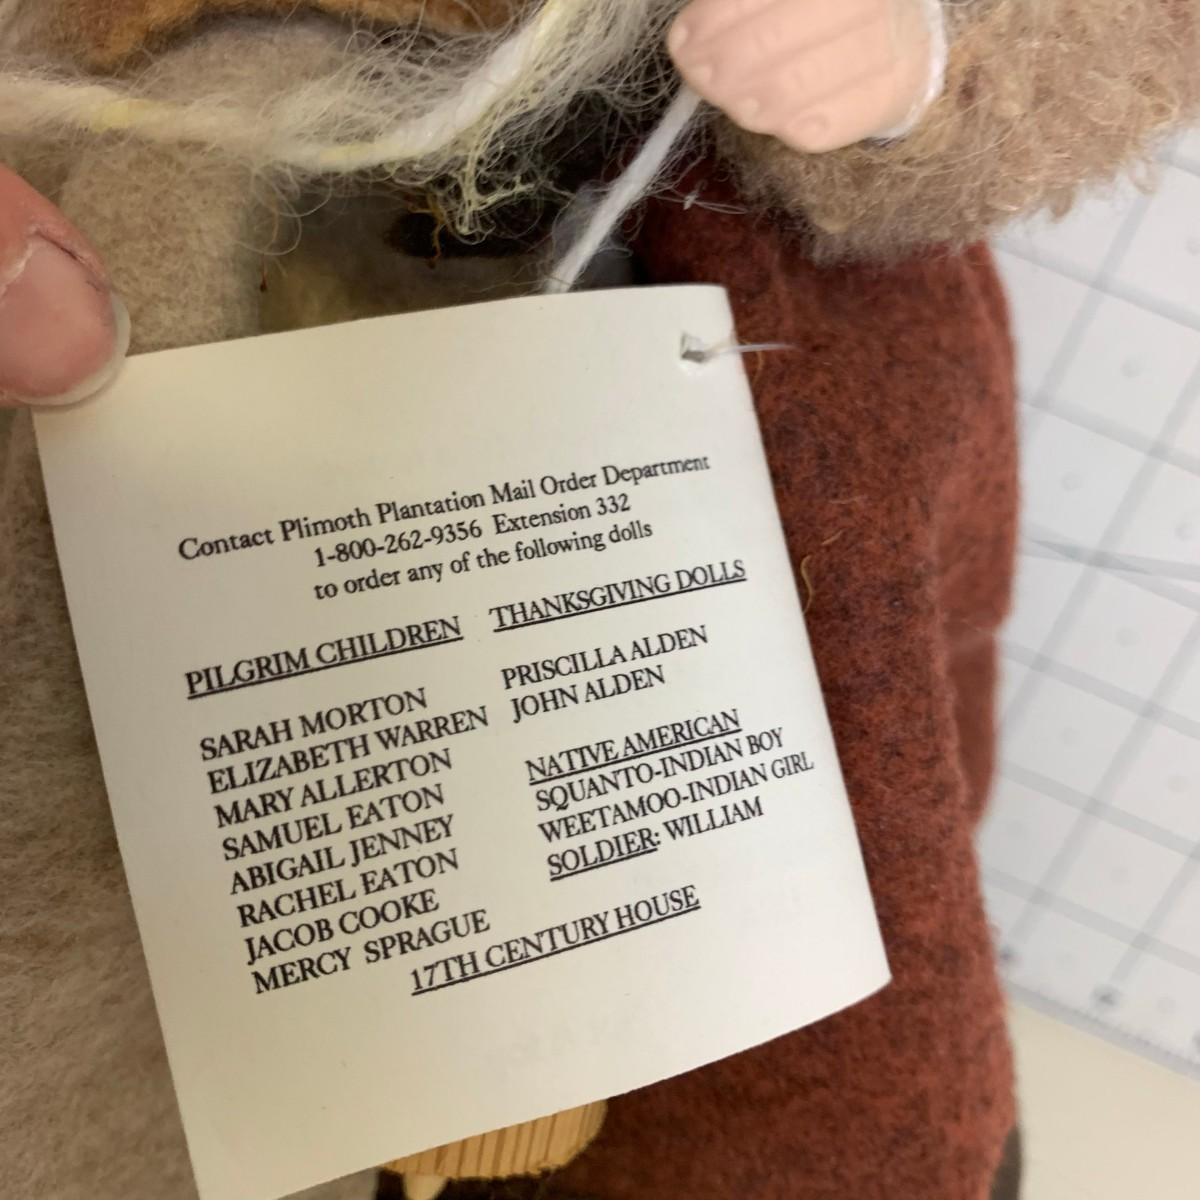 Contact Plimoth Plantation Mail Order Department
1-800-262-9356 Extension 332
to order any of the following dolls
PILGRIM CHILDREN
SARAH MORTON
ELIZABETH WARREN
MARY ALLERTON
SAMUEL EATON
ABIGAIL JENNEY
RACHEL EATON
JACOB COOKE
MERCY SPRAGUE
THANKSGIVING DOLLS
PRISCILLA ALDEN
JOHN ALDEN
NATIVE AMERICAN
SQUANTO-INDIAN BOY
WEETAMOO-INDIAN GIRL
SOLDIER: WILLIAM
17TH CENTURY HOUSE